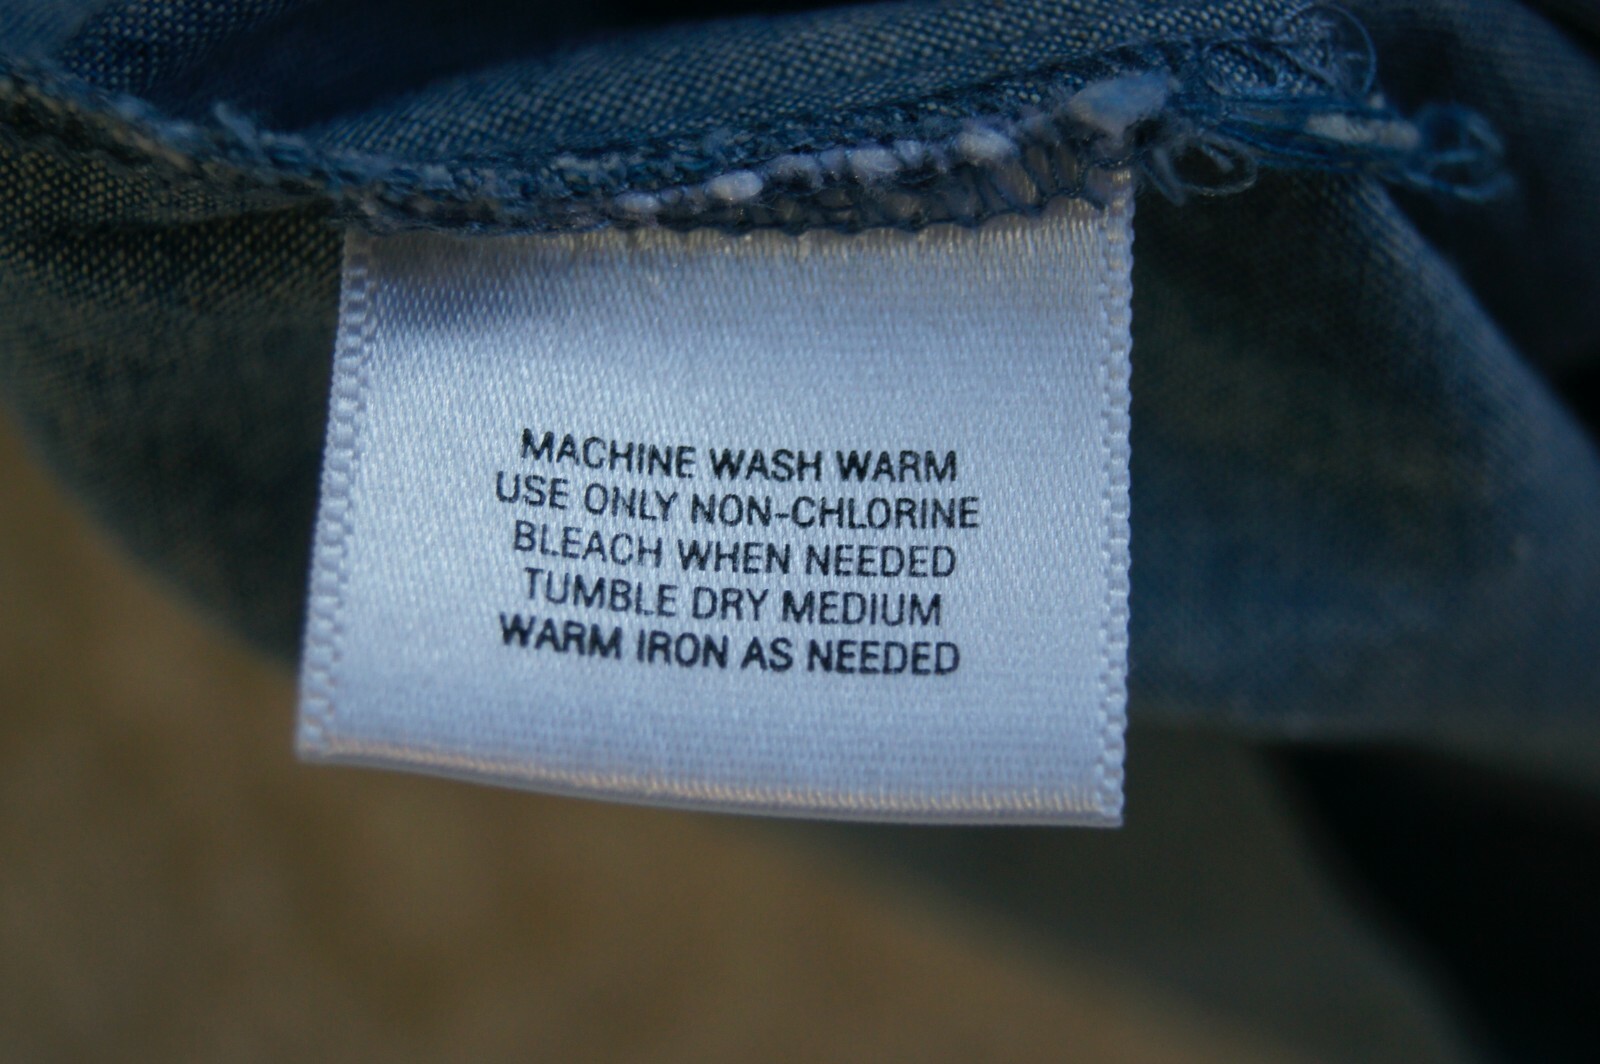 MACHINE WASH WARM
USE ONLY NON-CHLORINE
BLEACH WHEN NEEDED
TUMBLE DRY MEDIUM
WARM IRON AS NEEDED